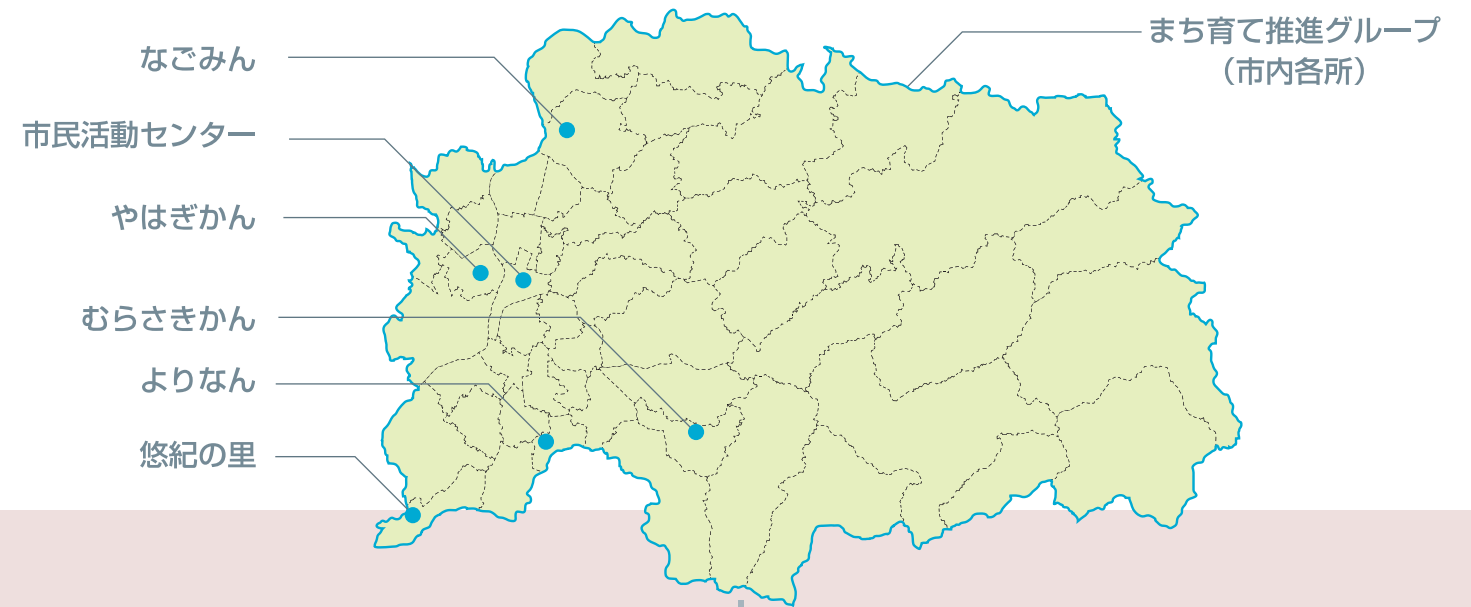 なごみん
市民活動センター
やはぎかん
むらさきかん
よりなん
悠紀の里
まち育て推進グループ
（市内各所）